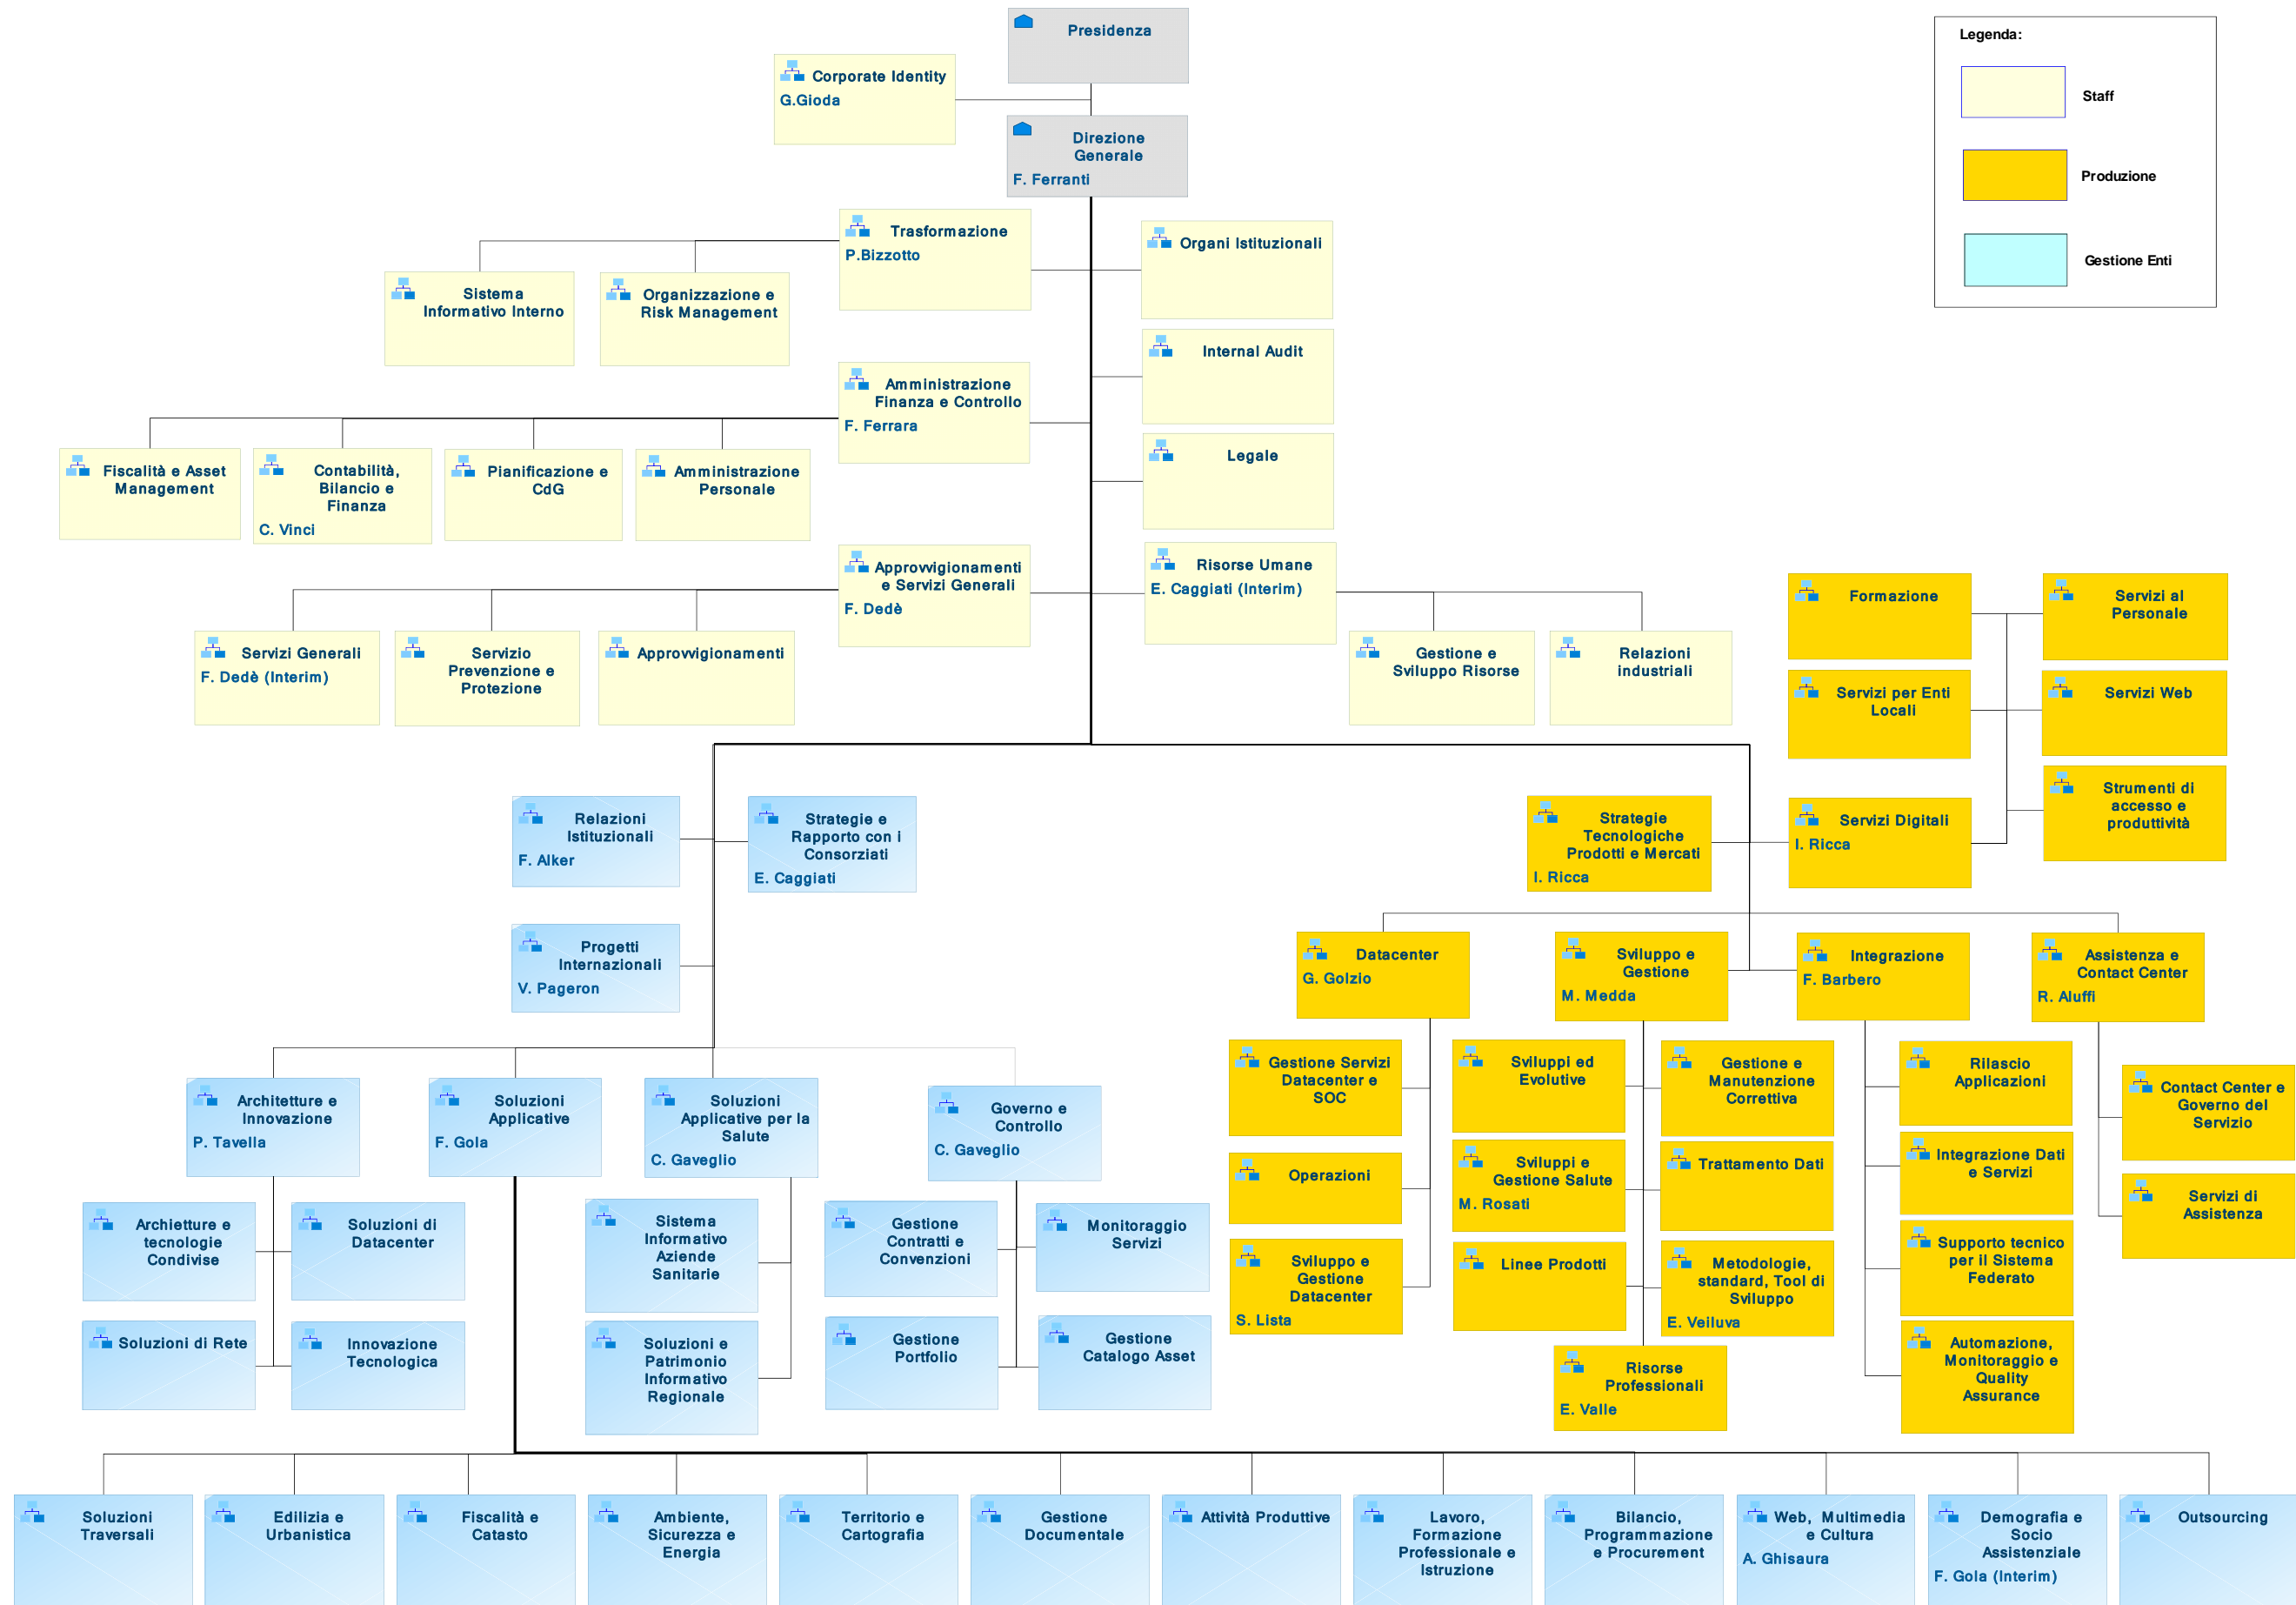 Presidenza
Legenda:
Staff
Produzione
Gestione Enti
Corporate Identity
G.Gioda
Direzione
Generale
F. Ferranti
Trasformazione
P.Bizzotto
Organi Istituzionali
Sistema
Informativo Interno
Organizzazione e
Risk Management
Internal Audit
Amministrazione
Finanza e Controllo
F. Ferrara
Legale
Fiscalità e Asset
Management
Contabilità,
Bilancio e
Finanza
C. Vinci
Pianificazione e
CdG
Amministrazione
Personale
Approvvigionamenti
e Servizi Generali
F. Dedè
Risorse Umane
E. Caggiati (Interim)
Servizi Generali
F. Dedè (Interim)
Servizio
Prevenzione e
Protezione
Approvvigionamenti
Gestione e
Sviluppo Risorse
Relazioni
industriali
Formazione
Servizi al
Personale
Servizi per Enti
Locali
Servizi Web
Strumenti di
accesso e
produttività
Relazioni
Istituzionali
F. Alker
Strategie e
Rapporto con i
Consorziati
E. Caggiati
Strategie
Tecnologiche
Prodotti e Mercati
I. Ricca
Servizi Digitali
I. Ricca
Progetti
Internazionali
V. Pageron
Datacenter
G. Golzio
Sviluppo e
Gestione
M. Medda
Integrazione
F. Barbero
Assistenza e
Contact Center
R. Aluffi
Architetture e
Innovazione
P. Tavella
Soluzioni
Applicative
F. Gola
Soluzioni
Applicative per la
Salute
C. Gaveglio
Governo e
Controllo
C. Gaveglio
Gestione Servizi
Datacenter e
SOC
Sviluppi ed
Evolutive
Gestione e
Manutenzione
Correttiva
Rilascio
Applicazioni
Contact Center e
Governo del
Servizio
Operazioni
Sviluppi e
Gestione Salute
M. Rosati
Trattamento Dati
Integrazione Dati
e Servizi
Servizi di
Assistenza
Archietture e
tecnologie
Condivise
Soluzioni di
Datacenter
Sistema
Informativo
Aziende
Sanitarie
Gestione
Contratti e
Convenzioni
Monitoraggio
Servizi
Sviluppo e
Gestione
Datacenter
S. Lista
Linee Prodotti
Metodologie,
standard, Tool di
Sviluppo
E. Veiluva
Supporto tecnico
per il Sistema
Federato
Soluzioni di Rete
Innovazione
Tecnologica
Soluzioni e
Patrimonio
Informativo
Regionale
Gestione
Portfolio
Gestione
Catalogo Asset
Risorse
Professionali
E. Valle
Automazione,
Monitoraggio e
Quality
Assurance
Soluzioni
Traversali
Edilizia e
Urbanistica
Fiscalità e
Catasto
Ambiente,
Sicurezza e
Energia
Territorio e
Cartografia
Gestione
Documentale
Attività Produttive
Lavoro,
Formazione
Professionale e
Istruzione
Bilancio,
Programmazione
e Procurement
Web, Multimedia
e Cultura
A. Ghisaura
Demografia e
Socio
Assistenziale
F. Gola (Interim)
Outsourcing